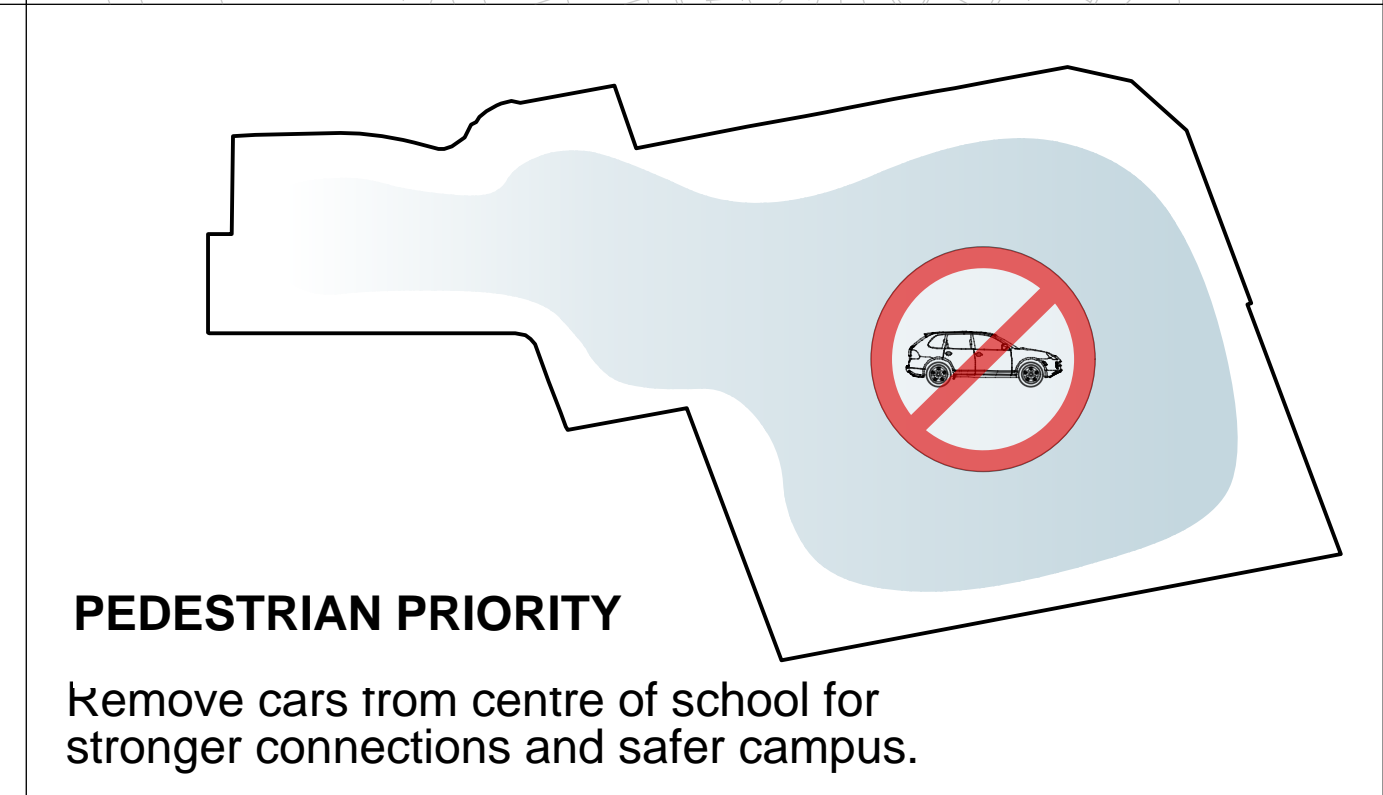 PEDESTRIAN PRIORITY
Remove cars from centre of school for
stronger connections and safer campus.